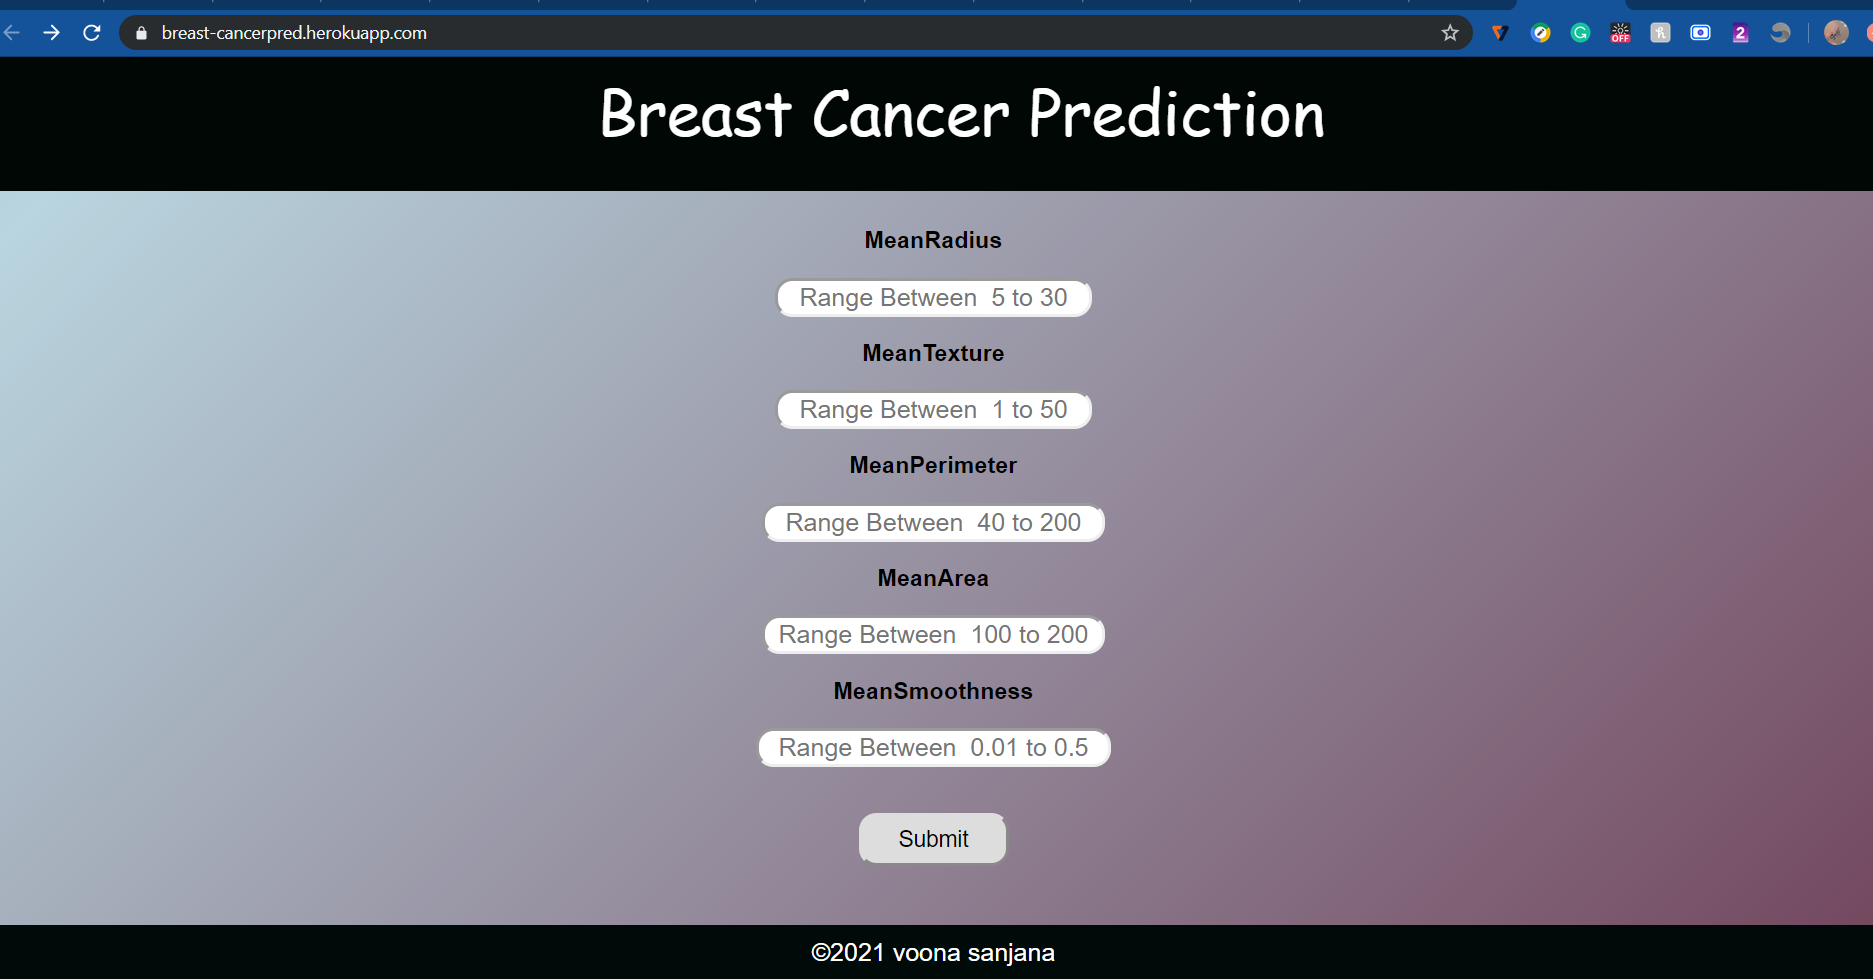 breast-cancerpred.herokuapp.com
OFF
2
Breast Cancer Prediction
MeanRadius
Range Between  5 to 30
MeanTexture
Range Between  1 to 50
MeanPerimeter
Range Between  40 to 200
MeanArea
Range Between  100 to 200
MeanSmoothness
Range Between  0.01 to 0.5
Submit
©2021 voona sanjana